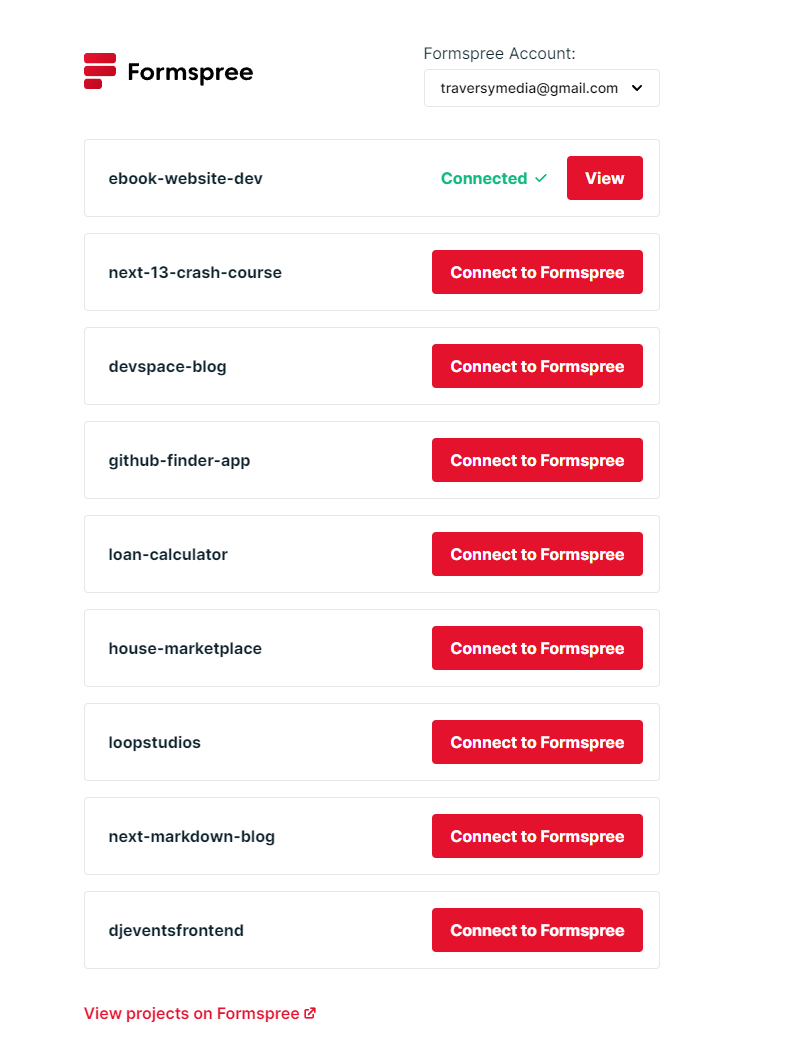 Formspree
Formspree Account:
traversymedia@gmail.com
ebook-website-dev
Connected
View
next-13-crash-course
Connect to Formspree
devspace-blog
Connect to Formspree
github-finder-app
Connect to Formspree
loan-calculator
Connect to Formspree
house-marketplace
Connect to Formspree
loopstudios
Connect to Formspree
next-markdown-blog
Connect to Formspree
djeventsfrontend
Connect to Formspree
View projects on Formspree